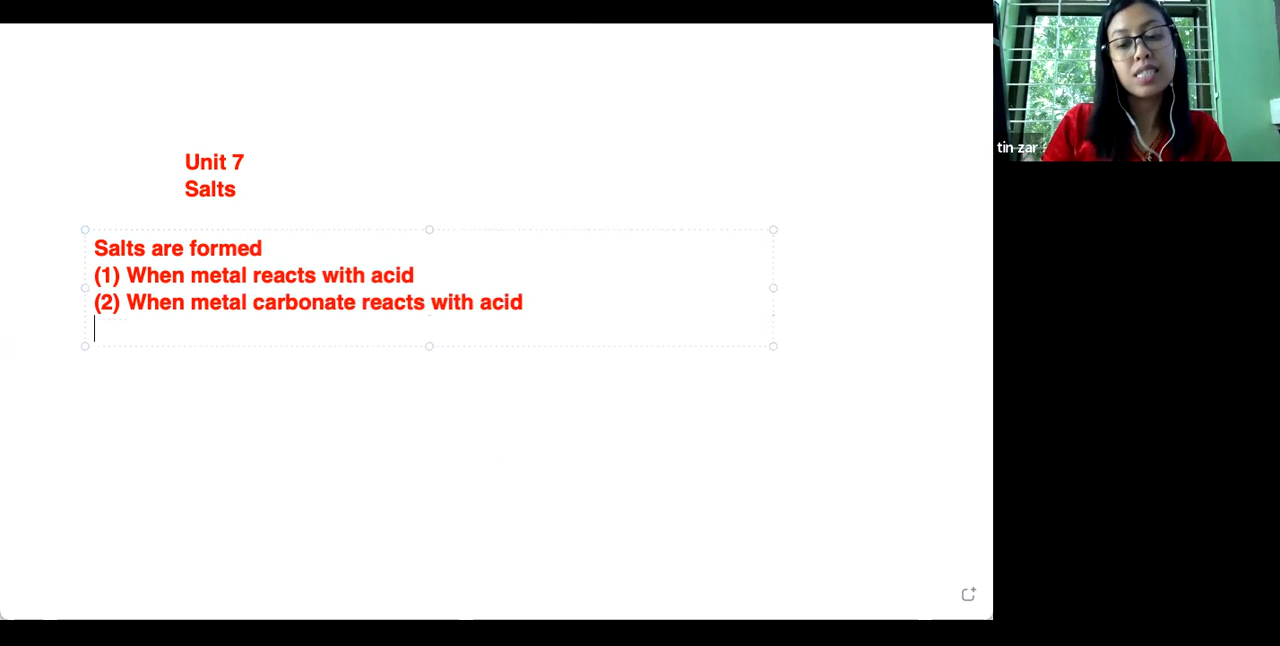 Unit 7
Salts
Salts are formed
(1) When metal reacts with acid
(2) When metal carbonate reacts with acid
tin zar